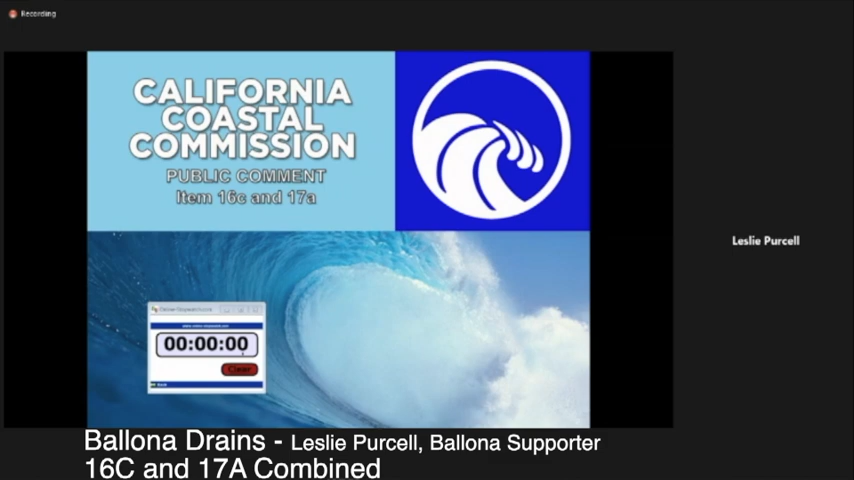 Recording
CALIFORNIA
COASTAL
COMMISSION
PUBLIC COMMENT
Item 16c and 17a
Leslie Purcell
00:00:00
Clear
Ballona Drains - Leslie Purcell, Ballona Supporter
16C and 17A Combined